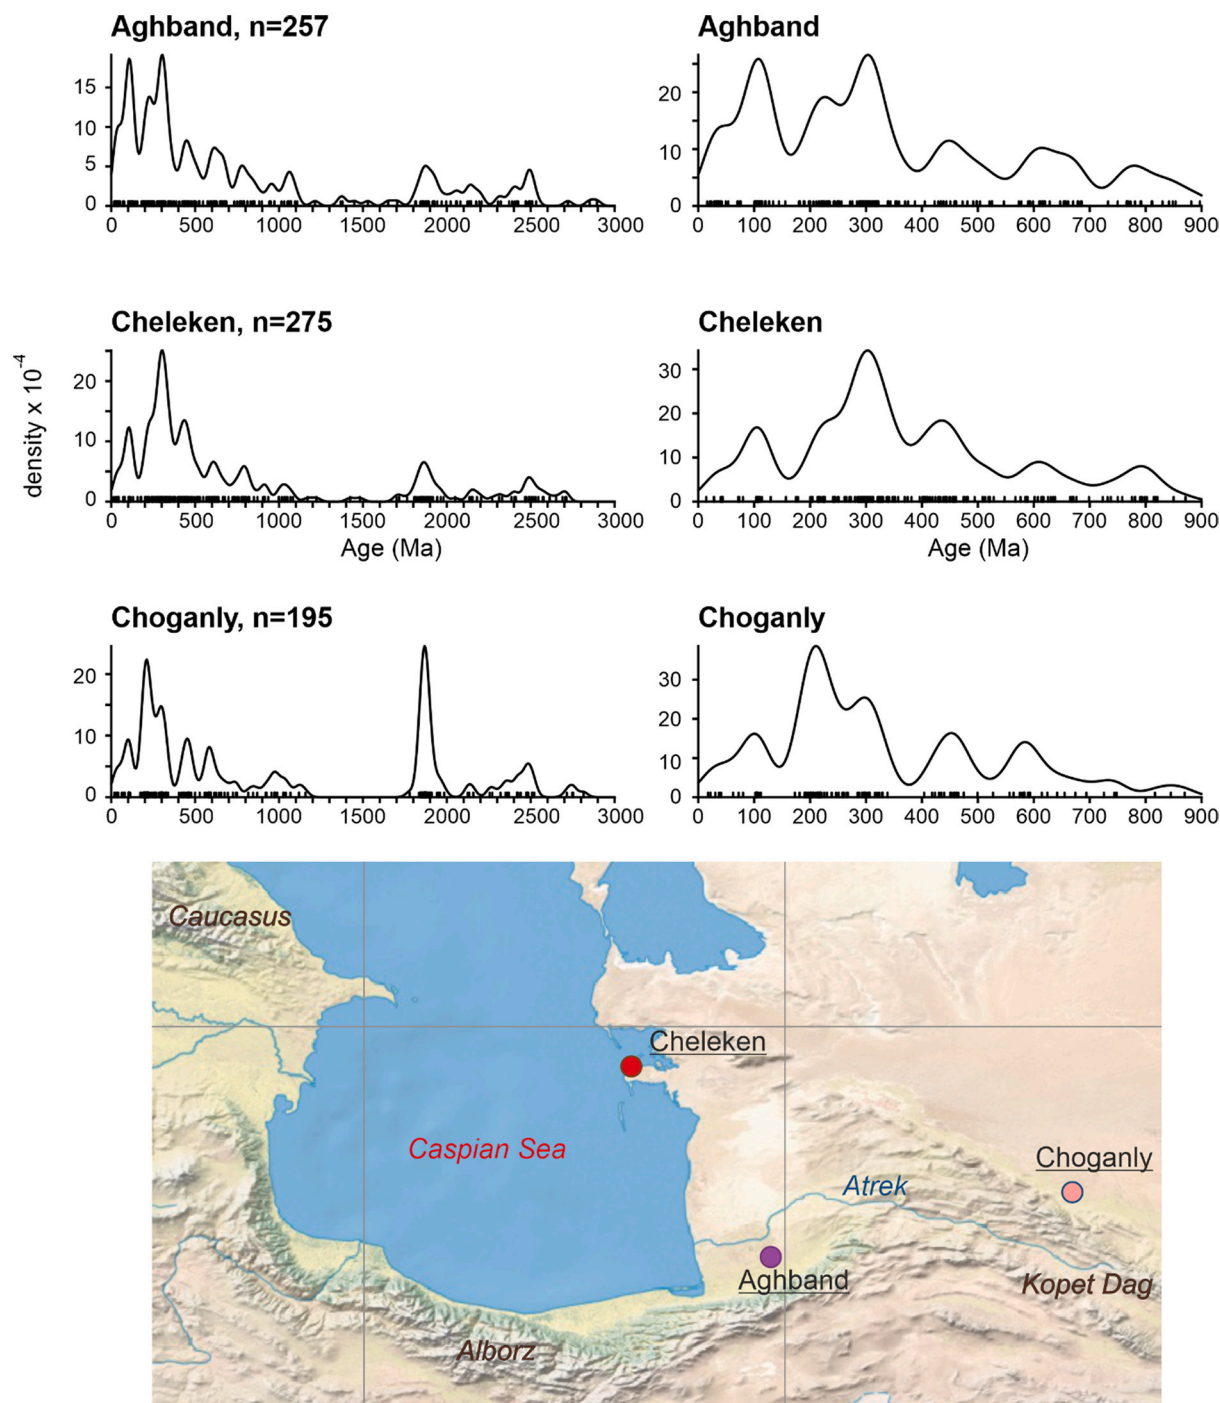 Aghband, n=257
Aghband
15
10
5
0
0 500 1000 1500 2000 2500 3000
20
10
0
0 100 200 300 400 500 600 700 800 900
Cheleken, n=275
Cheleken
density x 10⁻⁴
20
10
0
0 500 1000 1500 2000 2500 3000
Age (Ma)
30
20
10
0
0 100 200 300 400 500 600 700 800 900
Age (Ma)
Choganly, n=195
Choganly
20
10
0
0 500 1000 1500 2000 2500 3000
30
20
10
0
0 100 200 300 400 500 600 700 800 900
Caucasus
Cheleken
Caspian Sea
Choganly
Atrek
Aghband
Kopet Dag
Alborz